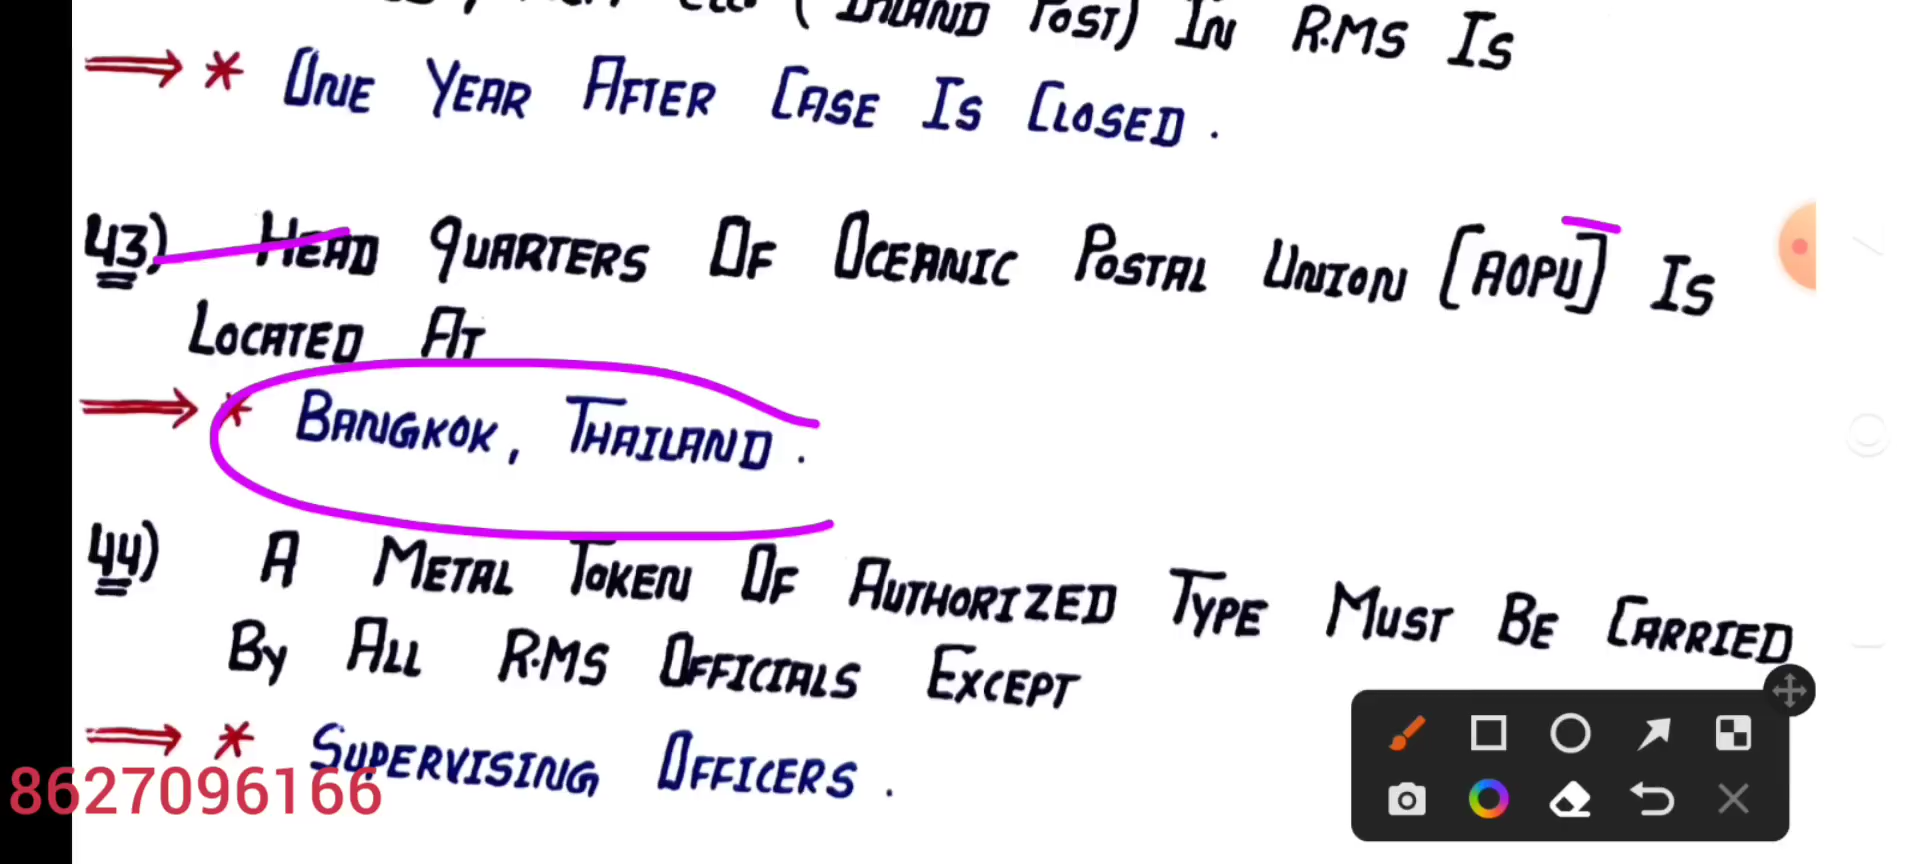 (INLAND POST) IN R.MS IS
⟹ * ONE YEAR AFTER CASE IS CLOSED.
43) HEAD QUARTERS OF OCEANIC POSTAL UNION [AOPU] IS
LOCATED AT
⟹ * BANGKOK, THAILAND.
44) A METAL TOKEN OF AUTHORIZED TYPE MUST BE CARRIED
BY ALL R.MS OFFICIALS EXCEPT
⟹ * SUPERVISING OFFICERS.
8627096166